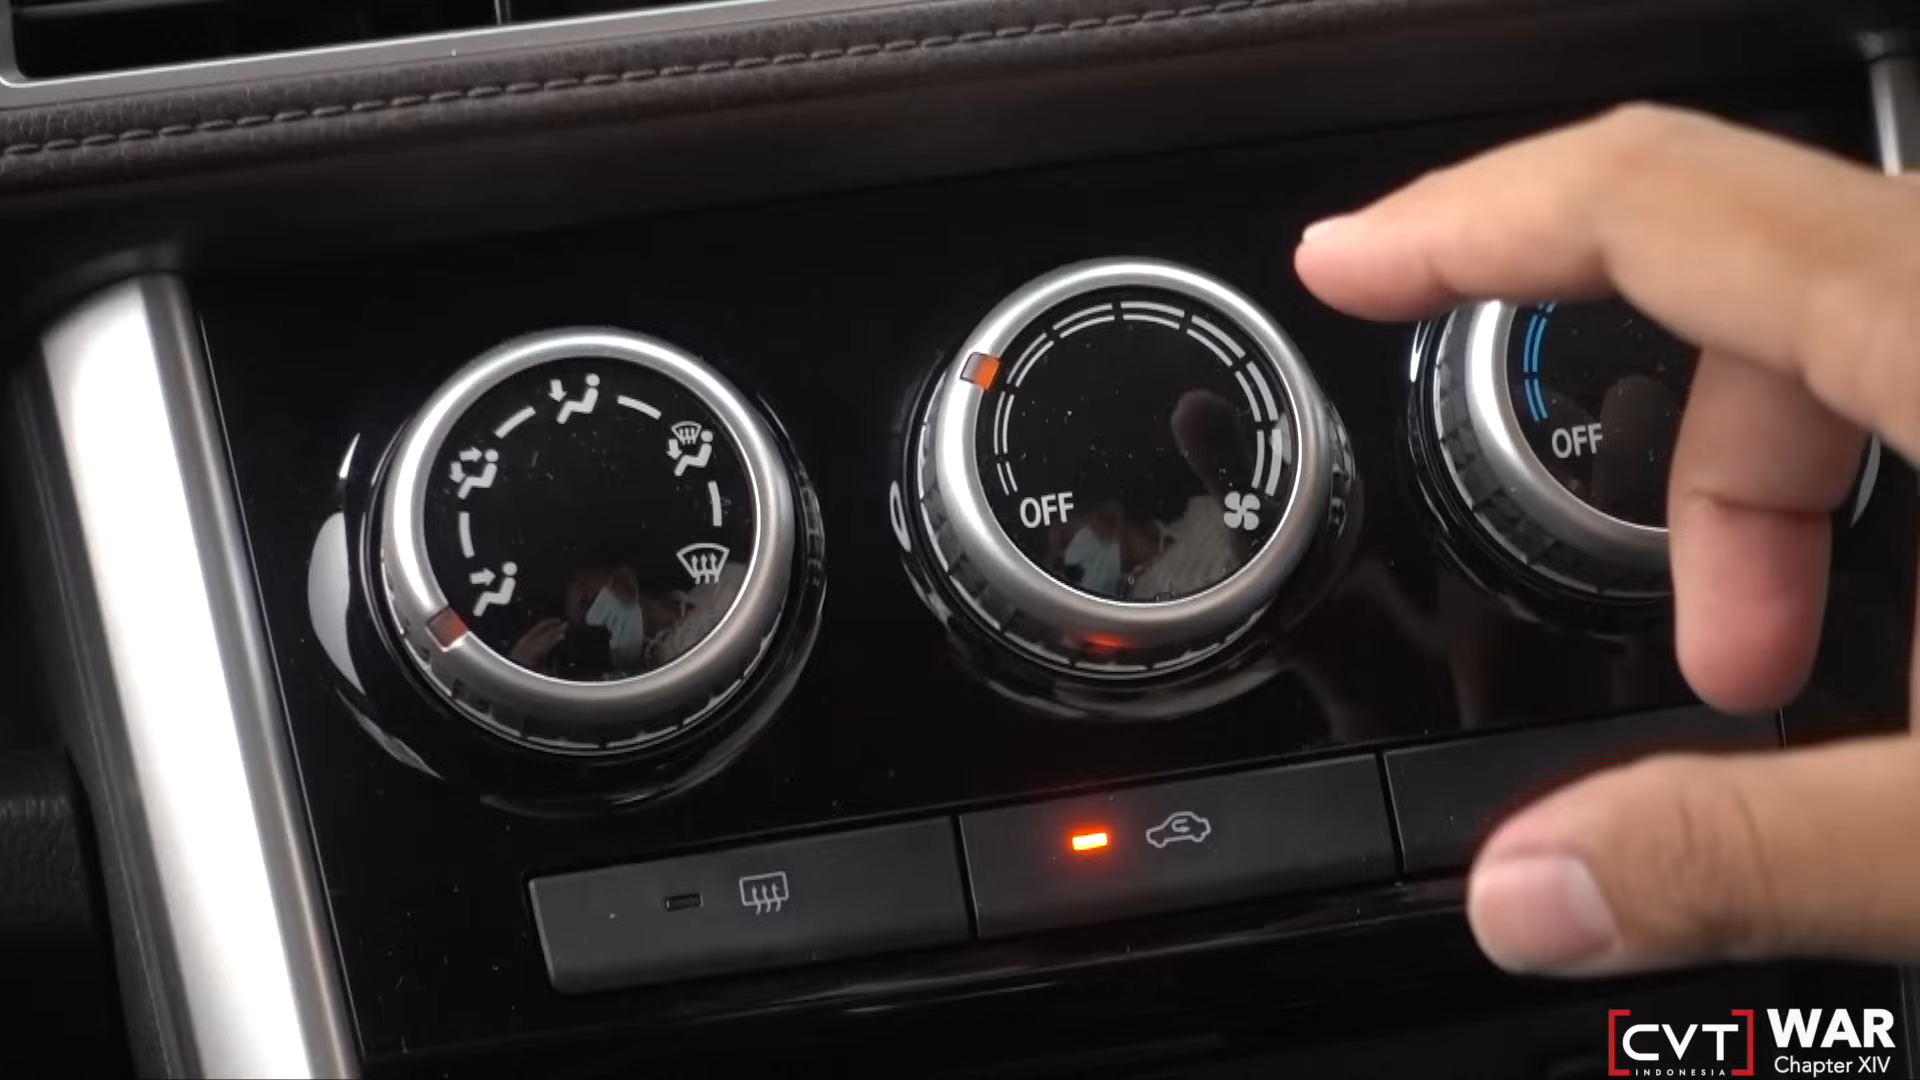 OFF
OFF
CVT
INDONESIA
WAR
Chapter XIV